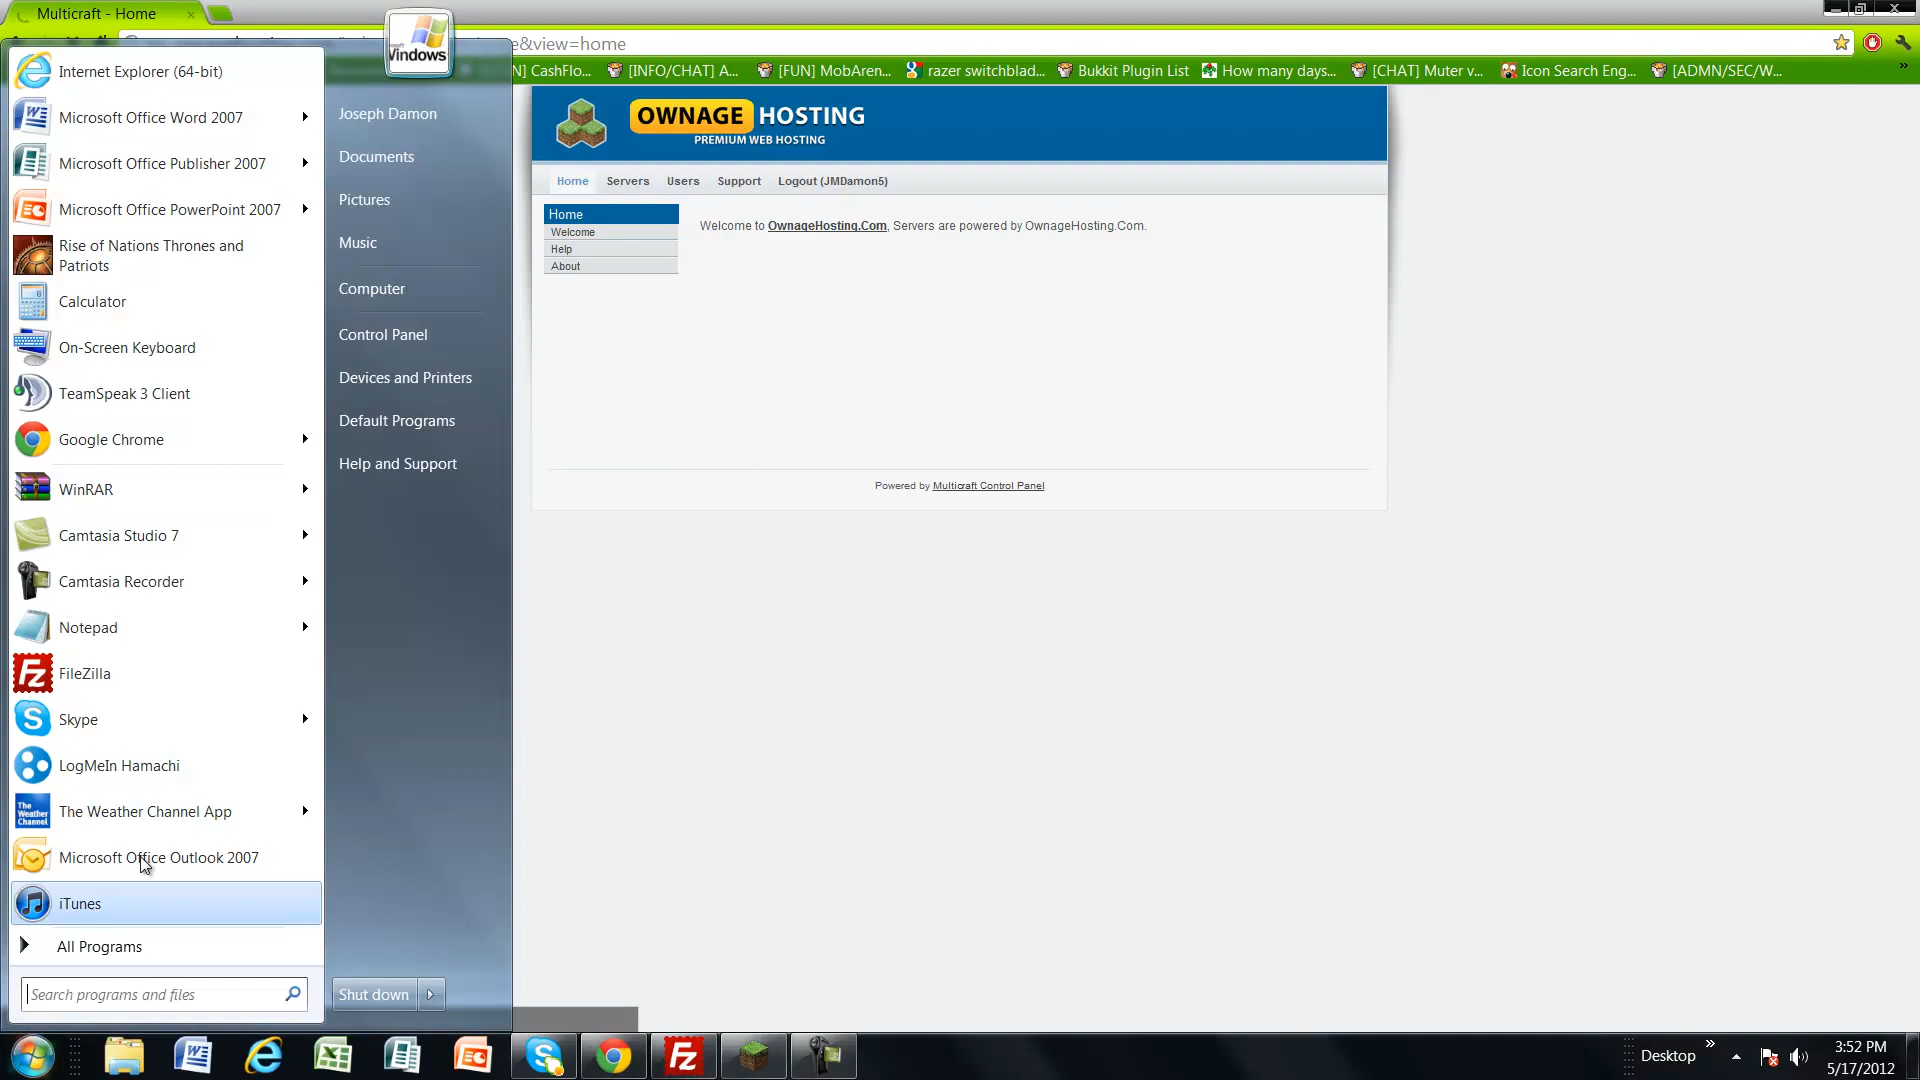 Multicraft - Home
e&view=home
N] CashFlo...
[INFO/CHAT] A...
[FUN] MobAren...
razer switchblad...
Bukkit Plugin List
How many days...
[CHAT] Muter v...
Icon Search Eng...
[ADMN/SEC/W...
Windows
Internet Explorer (64-bit)
Microsoft Office Word 2007
Microsoft Office Publisher 2007
Microsoft Office PowerPoint 2007
Rise of Nations Thrones and
Patriots
Calculator
On-Screen Keyboard
TeamSpeak 3 Client
Google Chrome
WinRAR
Camtasia Studio 7
Camtasia Recorder
Notepad
FileZilla
Skype
LogMeIn Hamachi
The Weather Channel
The Weather Channel App
Microsoft Office Outlook 2007
iTunes
All Programs
Search programs and files
Joseph Damon
Documents
Pictures
Music
Computer
Control Panel
Devices and Printers
Default Programs
Help and Support
Shut down
OWNAGE HOSTING
PREMIUM WEB HOSTING
Home
Servers
Users
Support
Logout (JMDamon5)
Home
Welcome
Help
About
Welcome to OwnageHosting.Com, Servers are powered by OwnageHosting.Com.
Powered by Multicraft Control Panel
Desktop
3:52 PM
5/17/2012